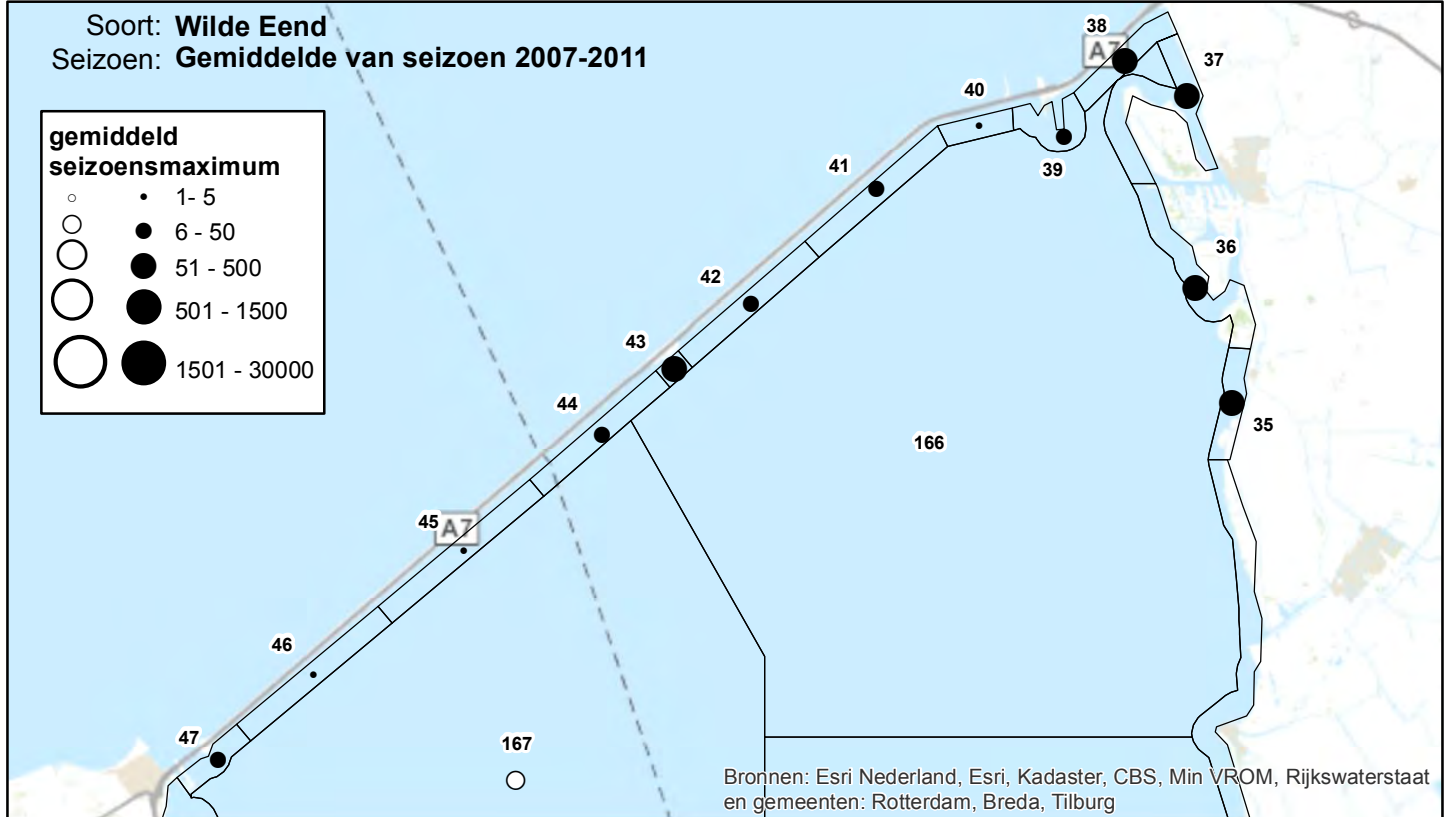 Soort: Wilde Eend
Seizoen: Gemiddelde van seizoen 2007-2011
gemiddeld
seizoensmaximum
1- 5
6 - 50
51 - 500
501 - 1500
1501 - 30000
38
A7
37
40
39
41
36
42
43
35
44
166
45
A7
46
47
167
Bronnen: Esri Nederland, Esri, Kadaster, CBS, Min VROM, Rijkswaterstaat
en gemeenten: Rotterdam, Breda, Tilburg